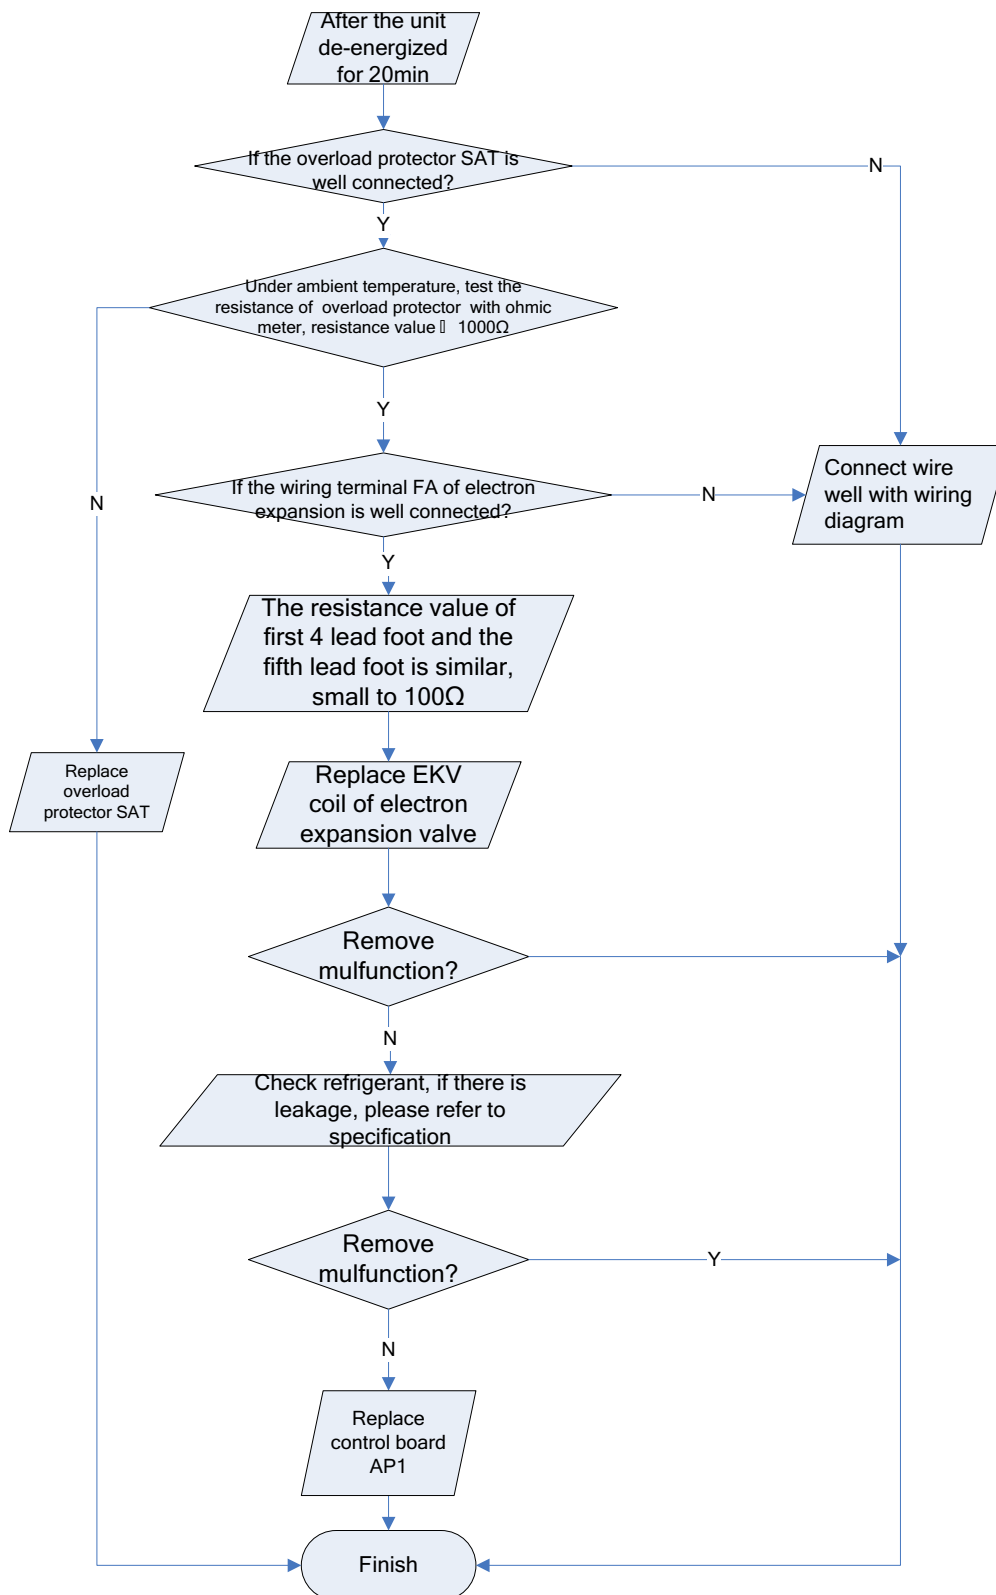 After the unit
de-energized
for 20min
If the overload protector SAT is
well connected?
N
Y
Under ambient temperature, test the
resistance of overload protector with ohmic
meter, resistance value 1000Ω
Y
If the wiring terminal FA of electron
expansion is well connected?
N
N
Connect wire
well with wiring
diagram
Y
The resistance value of
first 4 lead foot and the
fifth lead foot is similar,
small to 100Ω
Replace
overload
protector SAT
Replace EKV
coil of electron
expansion valve
Remove
mulfunction?
N
Check refrigerant, if there is
leakage, please refer to
specification
Remove
mulfunction?
Y
N
Replace
control board
AP1
Finish